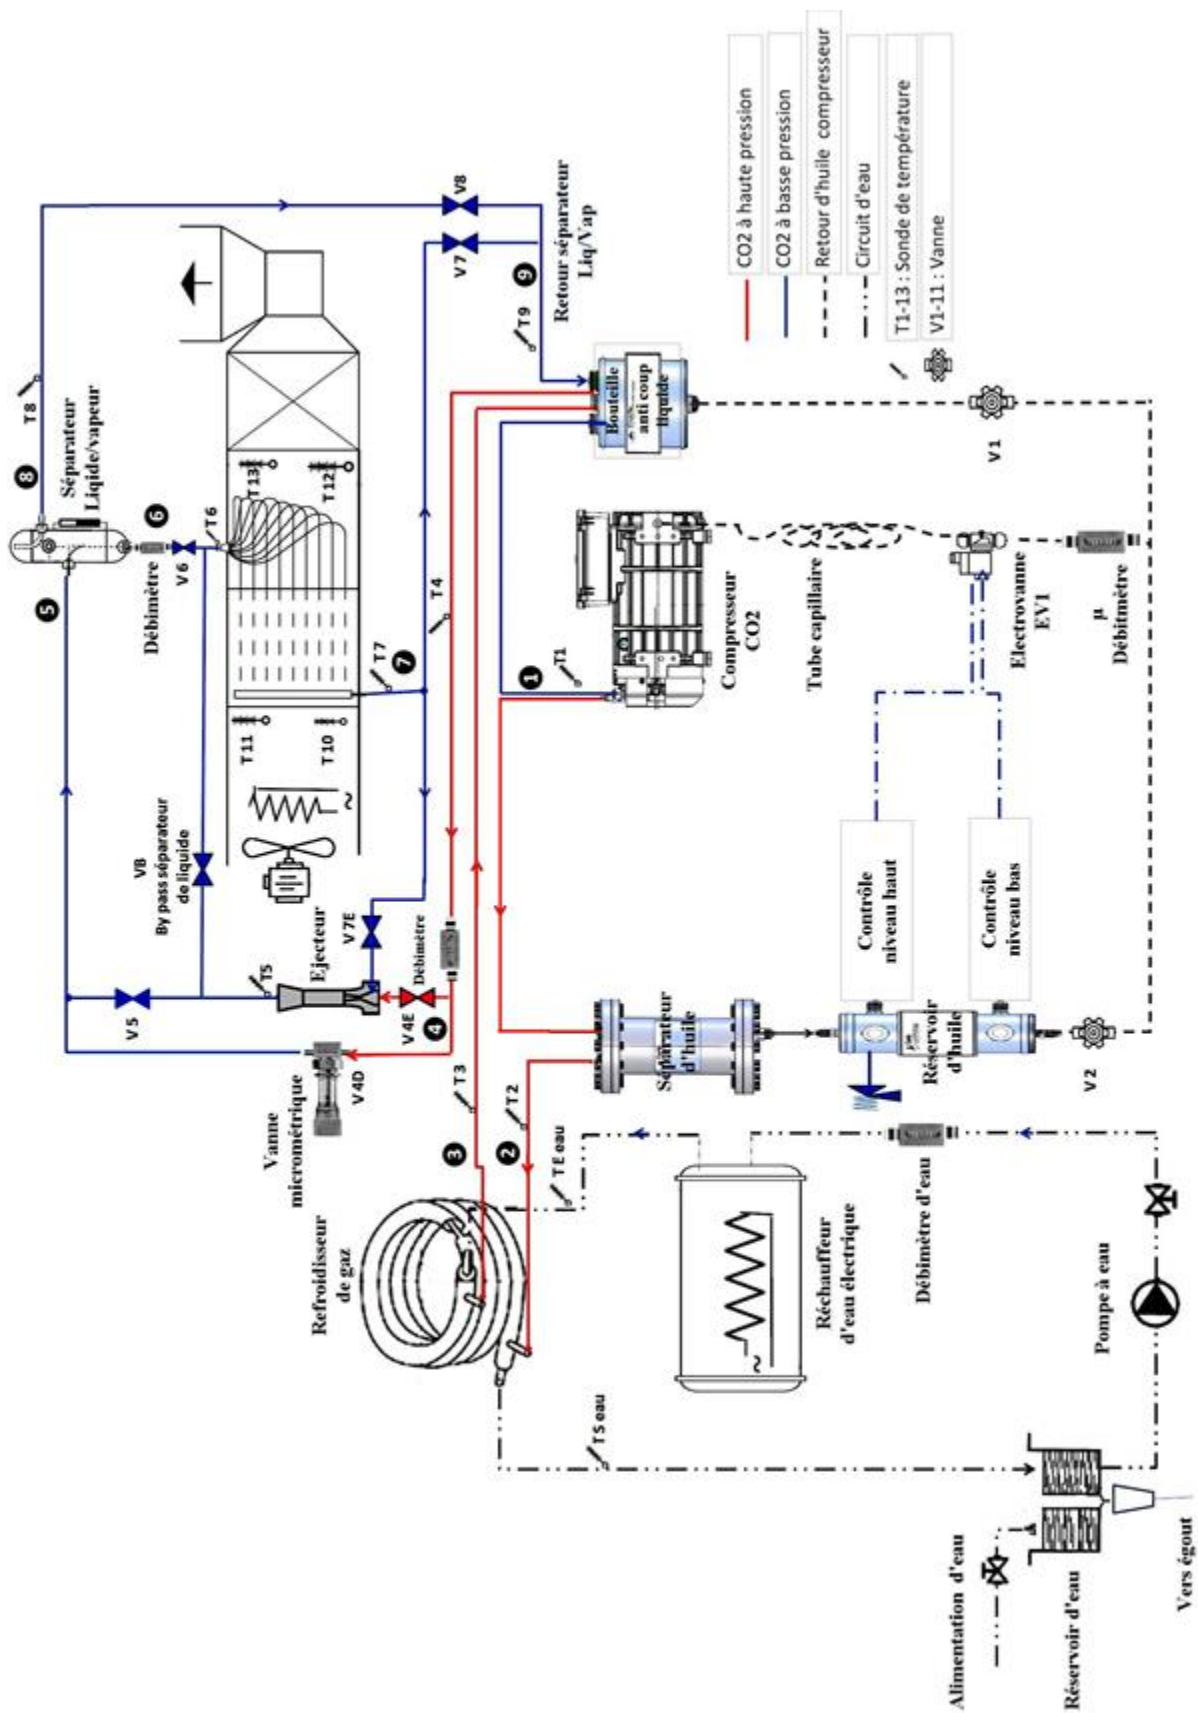 Séparateur
Liqide/vapeur
5
8
T8
Débimètre
6
V6
T6
V5
VB
By pass séparateur
de liquide
T5
Ejecteur
T11
T10
T13
T12
Vanne
micrométrique
V4D
V7E
T7
7
V4E
Débimètre
4
T4
V7
V8
Refroidisseur
de gaz
3
T3
2
T2
1
T1
9
T9
Retour séparateur
Liq/Vap
TE eau
TS eau
Séparateur
d'huile
Compresseur
CO2
Bouteille
anti coup
liquide
CO2 à haute pression
CO2 à basse pression
Retour d'huile compresseur
Circuit d'eau
T1-13 : Sonde de température
V1-11 : Vanne
Réchauffeur
d'eau électrique
Tube capillaire
Contrôle
niveau haut
Contrôle
niveau bas
Réservoir
d'huile
Débimètre d'eau
Electrovanne
EV1
V1
V2
µ
Débitmètre
Pompe à eau
Alimentation d'eau
Réservoir d'eau
Vers égout